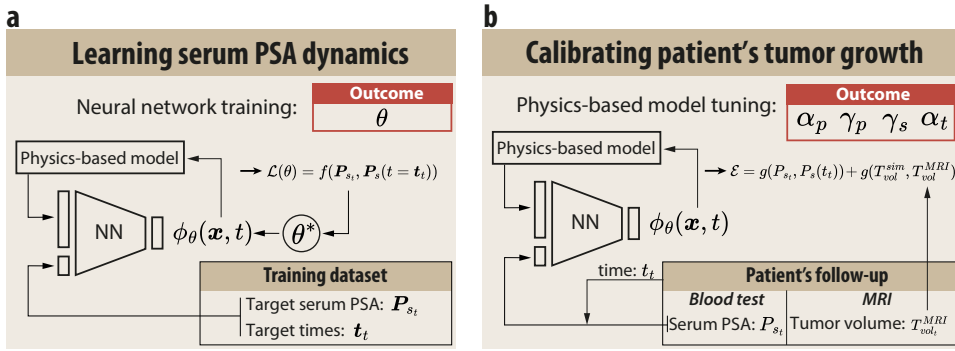 a
Learning serum PSA dynamics
Neural network training:
Outcome
θ
Physics-based model
→ ℒ(θ) = f(𝑷_{s_t}, 𝑷_s(t = 𝒕_t))
NN
ϕ_θ(𝒙, t)
θ*
Training dataset
Target serum PSA: 𝑷_{s_t}
Target times: 𝒕_t
b
Calibrating patient's tumor growth
Physics-based model tuning:
Outcome
α_p γ_p γ_s α_t
Physics-based model
→ ℰ = g(P_{s_t}, P_s(t_t)) + g(T_{vol}^{sim}, T_{vol}^{MRI})
NN
ϕ_θ(𝒙, t)
time: t_t
Patient's follow-up
Blood test
MRI
Serum PSA: P_{s_t}
Tumor volume: T_{vol_t}^{MRI}